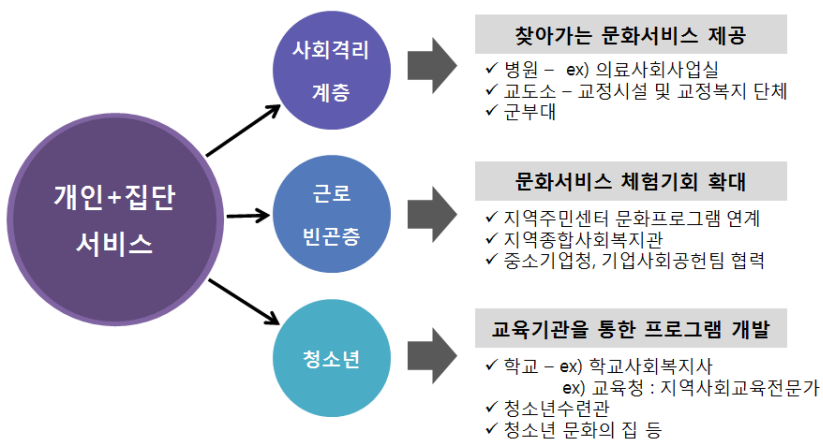 개인+집단
서비스
사회격리
계층
찾아가는 문화서비스 제공
✓ 병원 – ex) 의료사회사업실
✓ 교도소 – 교정시설 및 교정복지 단체
✓ 군부대
근로
빈곤층
문화서비스 체험기회 확대
✓ 지역주민센터 문화프로그램 연계
✓ 지역종합사회복지관
✓ 중소기업청, 기업사회공헌팀 협력
청소년
교육기관을 통한 프로그램 개발
✓ 학교 – ex) 학교사회복지사
ex) 교육청 : 지역사회교육전문가
✓ 청소년수련관
✓ 청소년 문화의 집 등